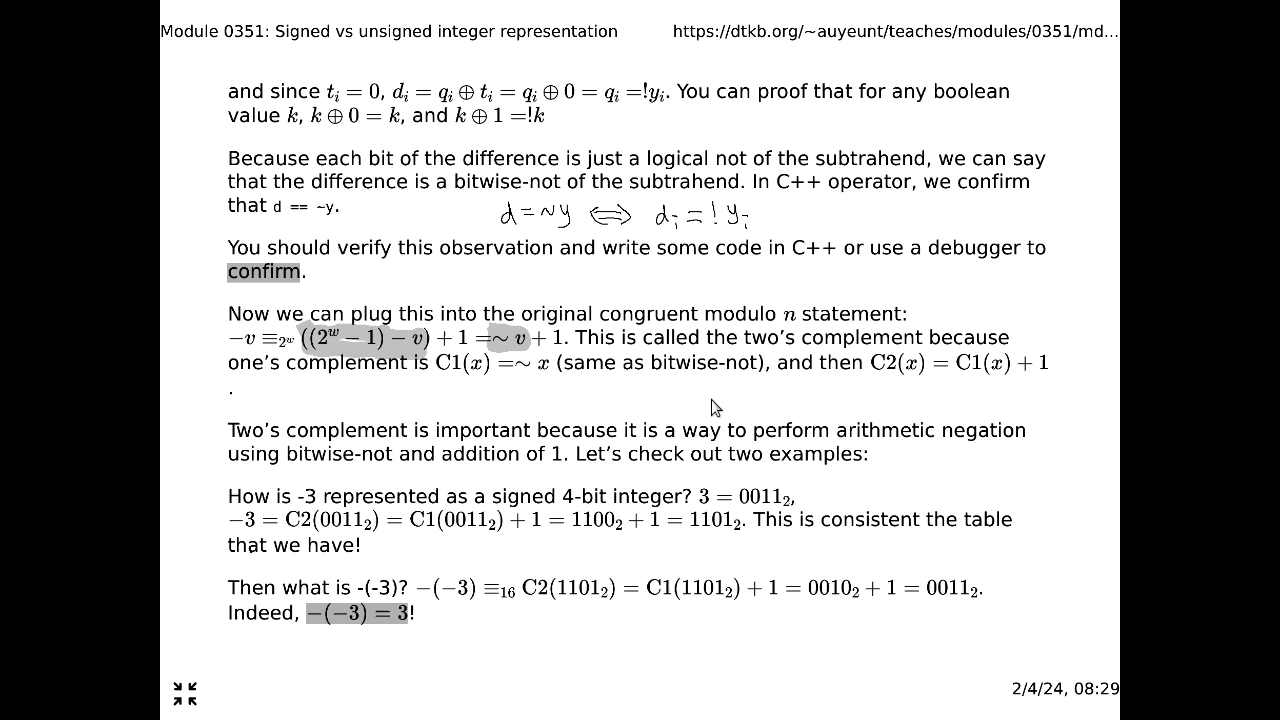 Module 0351: Signed vs unsigned integer representation
https://dtkb.org/~auyeunt/teaches/modules/0351/md...
and since tᵢ = 0, dᵢ = qᵢ ⊕ tᵢ = qᵢ ⊕ 0 = qᵢ =!yᵢ. You can proof that for any boolean
value k, k ⊕ 0 = k, and k ⊕ 1 =!k
Because each bit of the difference is just a logical not of the subtrahend, we can say
that the difference is a bitwise-not of the subtrahend. In C++ operator, we confirm
that d == ~y.
d = ~y ⟺ dᵢ = !yᵢ
You should verify this observation and write some code in C++ or use a debugger to
confirm.
Now we can plug this into the original congruent modulo n statement:
−v ≡_{2^w} ((2^w − 1) − v) + 1 =∼ v + 1. This is called the two’s complement because
one’s complement is C1(x) =∼ x (same as bitwise-not), and then C2(x) = C1(x) + 1
.
Two’s complement is important because it is a way to perform arithmetic negation
using bitwise-not and addition of 1. Let’s check out two examples:
How is -3 represented as a signed 4-bit integer? 3 = 0011₂,
−3 = C2(0011₂) = C1(0011₂) + 1 = 1100₂ + 1 = 1101₂. This is consistent the table
that we have!
Then what is -(-3)? −(−3) ≡₁₆ C2(1101₂) = C1(1101₂) + 1 = 0010₂ + 1 = 0011₂.
Indeed, −(−3) = 3!
2/4/24, 08:29